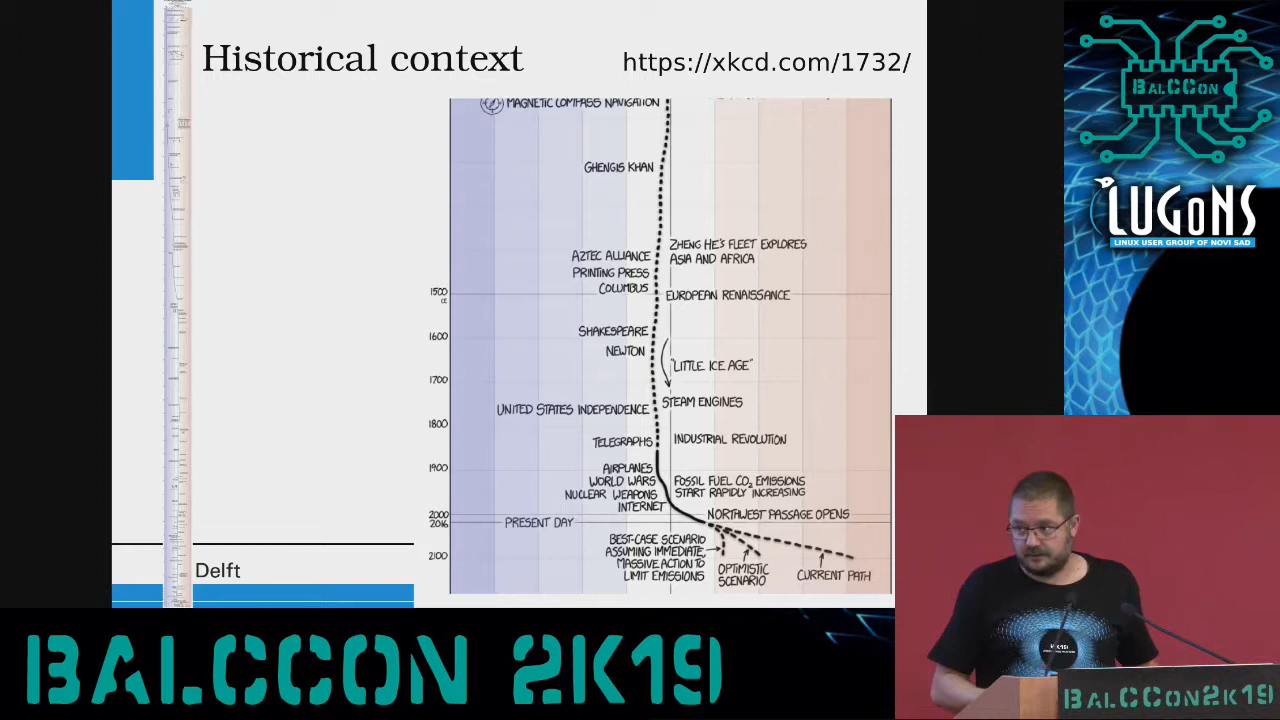 Historical context
https://xkcd.com/1732/
MAGNETIC COMPASS NAVIGATION
GHENGIS KHAN
ZHENG HE'S FLEET EXPLORES
ASIA AND AFRICA
AZTEC ALLIANCE
PRINTING PRESS
COLUMBUS
1500
CE
EUROPEAN RENAISSANCE
SHAKESPEARE
1600
NEWTON
"LITTLE ICE AGE"
1700
STEAM ENGINES
UNITED STATES INDEPENDENCE
1800
TELEGRAPHS
INDUSTRIAL REVOLUTION
1900
AIRPLANES
WORLD WARS
NUCLEAR WEAPONS
INTERNET
FOSSIL FUEL CO2 EMISSIONS
START RAPIDLY INCREASING
2000
NORTHWEST PASSAGE OPENS
2016
PRESENT DAY
BEST-CASE SCENARIO
ASSUMING IMMEDIATE,
MASSIVE ACTION TO
LIMIT EMISSIONS
2100
OPTIMISTIC
SCENARIO
CURRENT PATH
Delft
BALCCON
LUGONS
LINUX USER GROUP OF NOVI SAD
BALCCON 2K19
BALCCON2K19